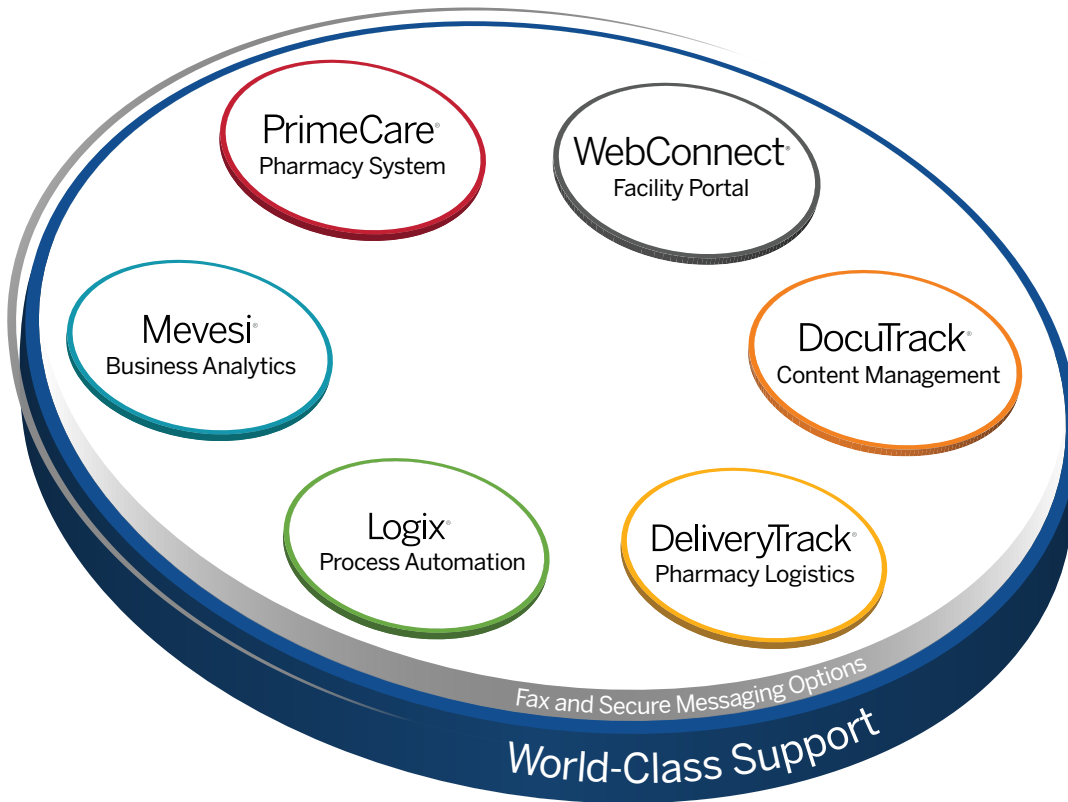 PrimeCare®
Pharmacy System
WebConnect®
Facility Portal
Mevesi®
Business Analytics
DocuTrack®
Content Management
Logix®
Process Automation
DeliveryTrack®
Pharmacy Logistics
Fax and Secure Messaging Options
World-Class Support